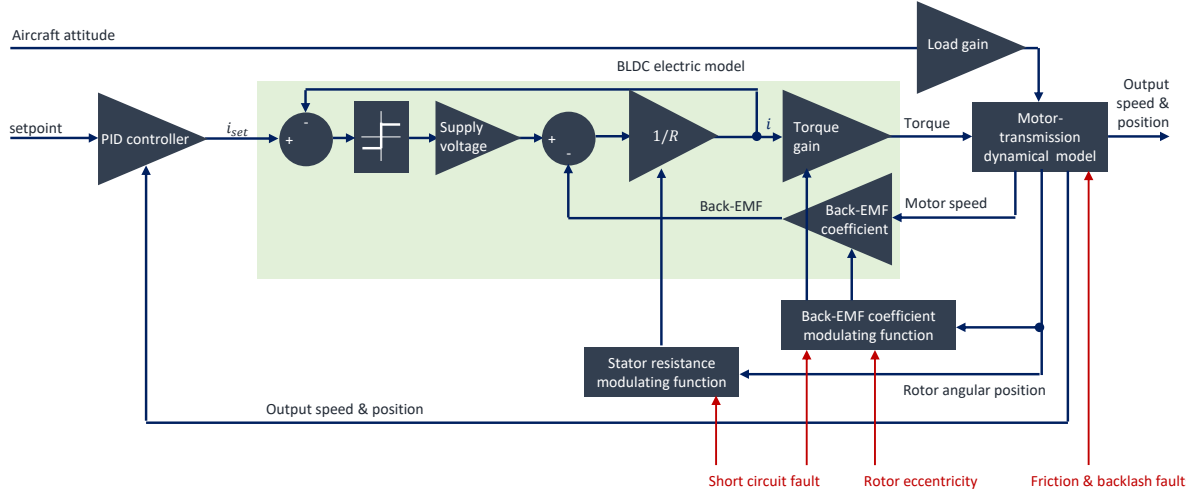 Aircraft attitude
Load gain
BLDC electric model
Output
speed &
position
setpoint
PID controller
i_set
+
-
Supply
voltage
+
-
1/R
i
Torque
gain
Torque
Motor-
transmission
dynamical model
Back-EMF
Back-EMF
coefficient
Motor speed
Back-EMF coefficient
modulating function
Stator resistance
modulating function
Rotor angular position
Output speed & position
Short circuit fault
Rotor eccentricity
Friction & backlash fault